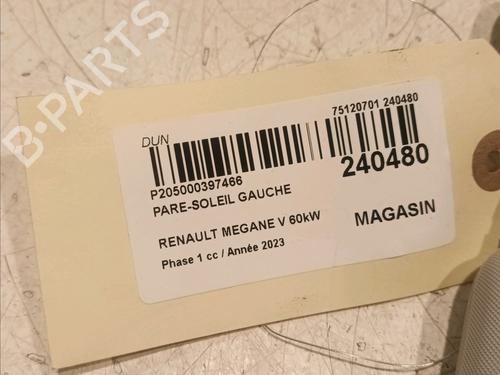 B-PARTS
DUN
75120701 240480
P205000397466
240480
PARE-SOLEIL GAUCHE
RENAULT MEGANE V 60kW
MAGASIN
Phase 1 cc / Année 2023